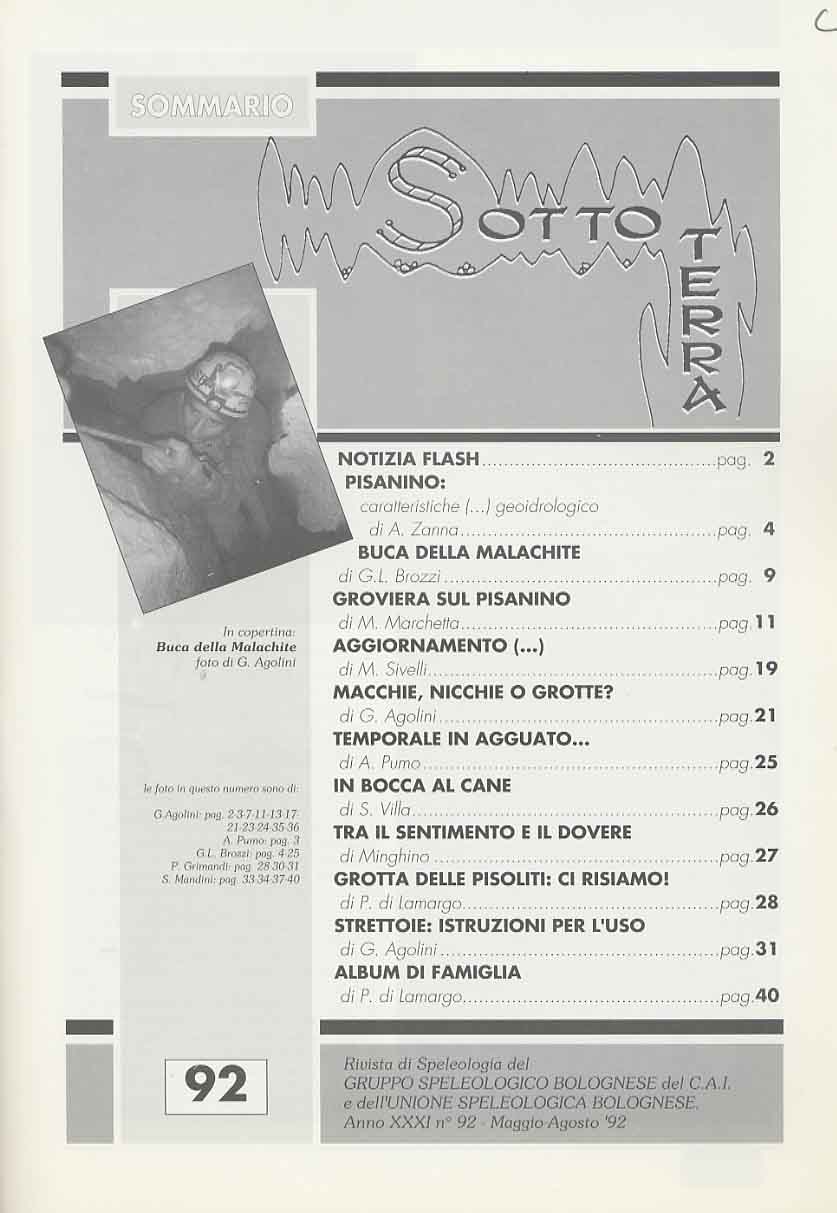 SOMMARIO
SOTTO
TERRA
NOTIZIA FLASH........................................pag. 2
PISANINO:
caratteristiche (...) geoidrologico
di A. Zanna........................................pag. 4
BUCA DELLA MALACHITE
di G.L. Brozzi........................................pag. 9
GROVIERA SUL PISANINO
di M. Marchetta........................................pag.11
AGGIORNAMENTO (...)
di M. Sivelli........................................pag.19
MACCHIE, NICCHIE O GROTTE?
di G. Agolini........................................pag.21
TEMPORALE IN AGGUATO...
di A. Pumo........................................pag.25
IN BOCCA AL CANE
di S. Villa........................................pag.26
TRA IL SENTIMENTO E IL DOVERE
di Minghino........................................pag.27
GROTTA DELLE PISOLITI: CI RISIAMO!
di P. di Lamargo........................................pag.28
STRETTOIE: ISTRUZIONI PER L'USO
di G. Agolini........................................pag.31
ALBUM DI FAMIGLIA
di P. di Lamargo........................................pag.40
In copertina:
Buca della Malachite
foto di G. Agolini
le foto in questo numero sono di:
G.Agolini: pag. 2-3-7-11-13-17-
21-23-24-35-36
A. Pumo: pag. 3
G.L. Brozzi: pag. 4-25
P. Grimandi: pag. 28-30-31
S. Mandini: pag. 33-34-37-40
92
Rivista di Speleologia del
GRUPPO SPELEOLOGICO BOLOGNESE del C.A.I.
e dell'UNIONE SPELEOLOGICA BOLOGNESE.
Anno XXXI n° 92 - Maggio-Agosto '92